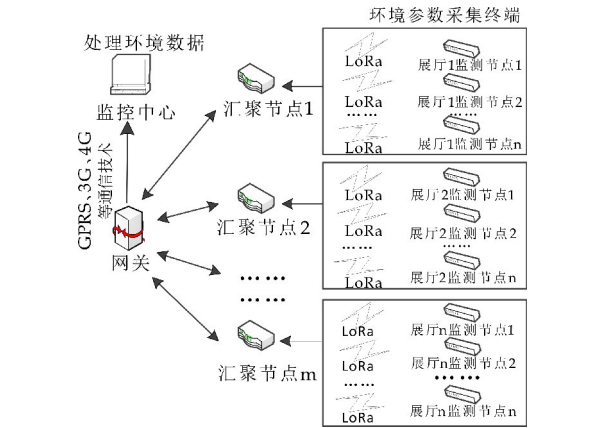 环境参数采集终端
处理环境数据
监控中心
GPRS、3G、4G
等通信技术
网关
汇聚节点1
汇聚节点2
……
……
汇聚节点m
LoRa 展厅1监测节点1
LoRa 展厅1监测节点2
…… ……
LoRa 展厅1监测节点n
LoRa 展厅2监测节点1
LoRa 展厅2监测节点2
…… ……
LoRa 展厅2监测节点n
LoRa 展厅n监测节点1
LoRa 展厅n监测节点2
…… ……
LoRa 展厅n监测节点n